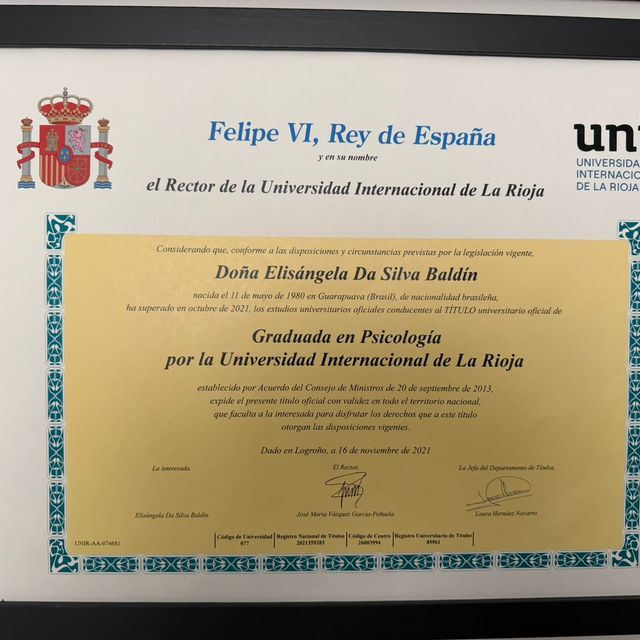 Felipe VI, Rey de España
y en su nombre
el Rector de la Universidad Internacional de La Rioja
uni
UNIVERSIDA
INTERNACIO
DE LA RIOJA
Considerando que, conforme a las disposiciones y circunstancias previstas por la legislación vigente,
Doña Elisángela Da Silva Baldín
nacida el 11 de mayo de 1980 en Guarapuava (Brasil), de nacionalidad brasileña,
ha superado en octubre de 2021, los estudios universitarios oficiales conducentes al TÍTULO universitario oficial de
Graduada en Psicología
por la Universidad Internacional de La Rioja
establecido por Acuerdo del Consejo de Ministros de 20 de septiembre de 2013,
expide el presente título oficial con validez en todo el territorio nacional,
que faculta a la interesada para disfrutar los derechos que a este título
otorgan las disposiciones vigentes.
Dado en Logroño, a 16 de noviembre de 2021
La interesada, El Rector, La Jefa del Departamento de Títulos,
Elisángela Da Silva Baldín José María Vázquez García-Peñuela Laura Hernáez Navarro
Código de Universidad Registro Nacional de Títulos Código de Centro Registro Universitario de Títulos
UNIR-AA-074681 077 2021359283 26003994 85961